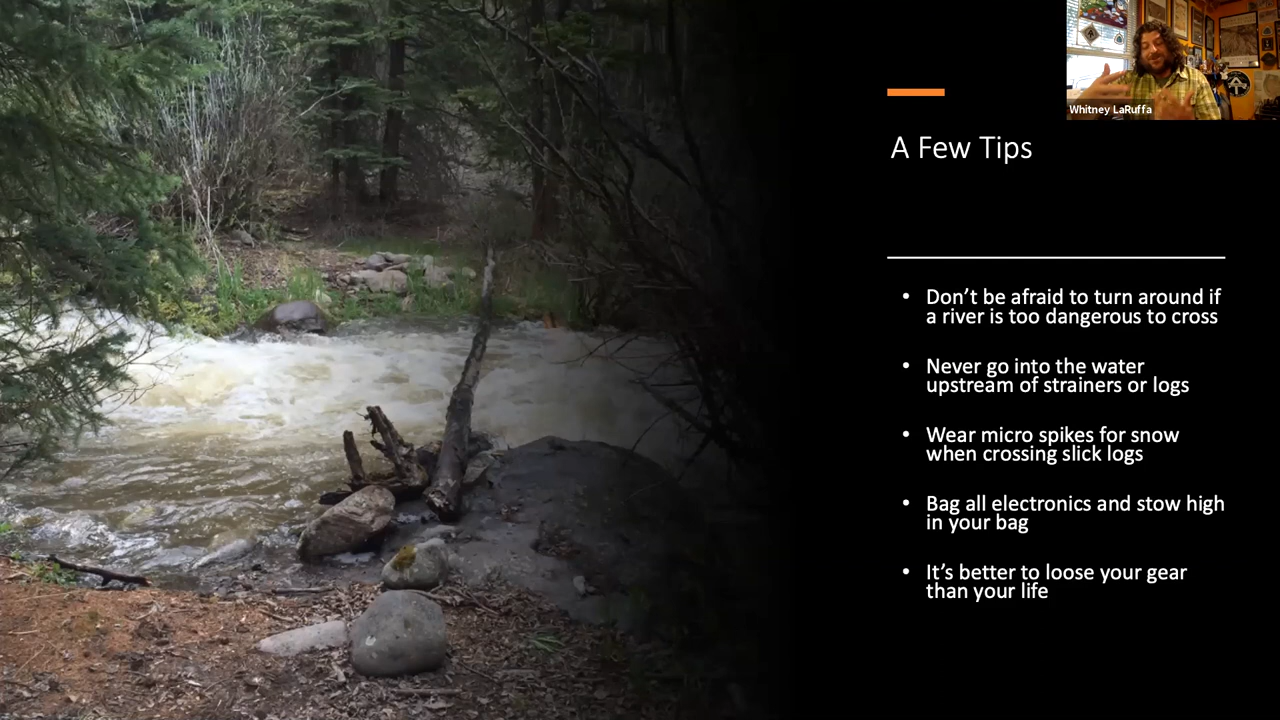 Whitney LaRuffa
A Few Tips
• Don’t be afraid to turn around if
a river is too dangerous to cross
• Never go into the water
upstream of strainers or logs
• Wear micro spikes for snow
when crossing slick logs
• Bag all electronics and stow high
in your bag
• It’s better to loose your gear
than your life